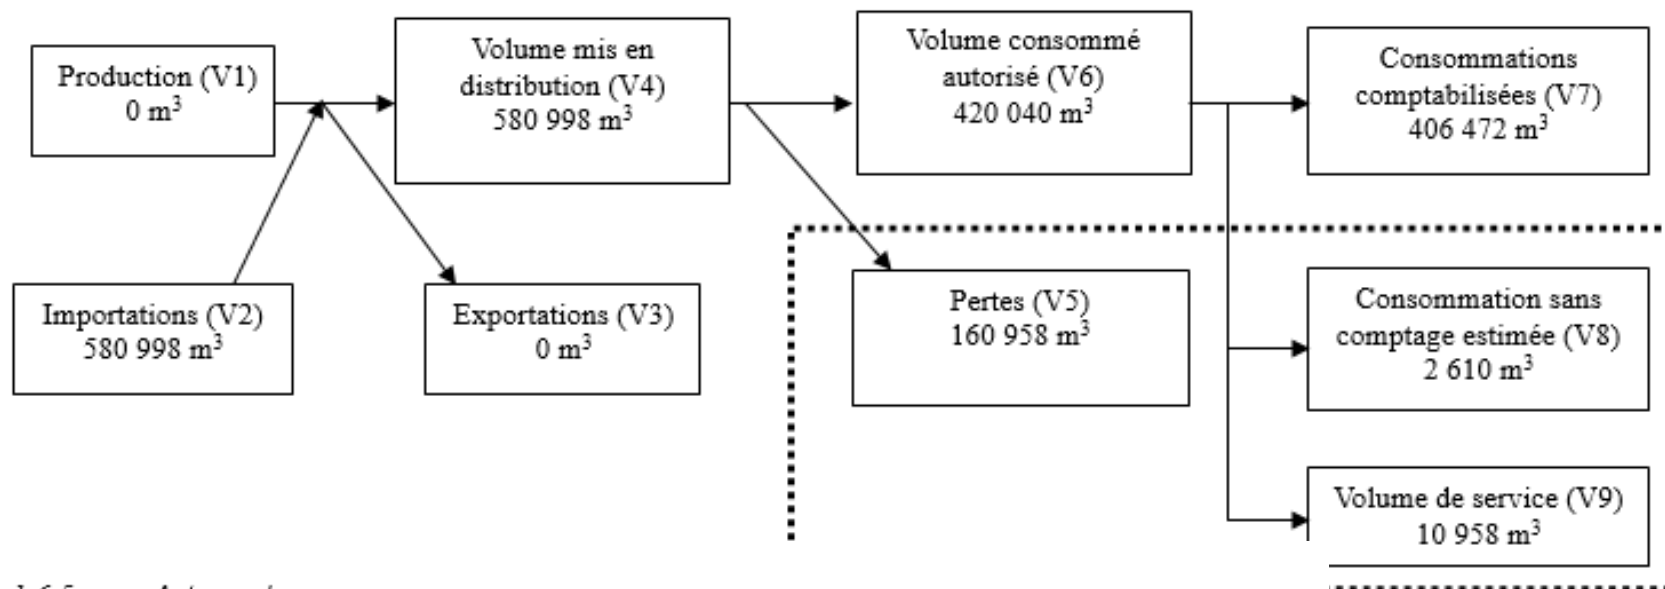 Production (V1)
0 m³
Volume mis en
distribution (V4)
580 998 m³
Volume consommé
autorisé (V6)
420 040 m³
Consommations
comptabilisées (V7)
406 472 m³
Importations (V2)
580 998 m³
Exportations (V3)
0 m³
Pertes (V5)
160 958 m³
Consommation sans
comptage estimée (V8)
2 610 m³
Volume de service (V9)
10 958 m³